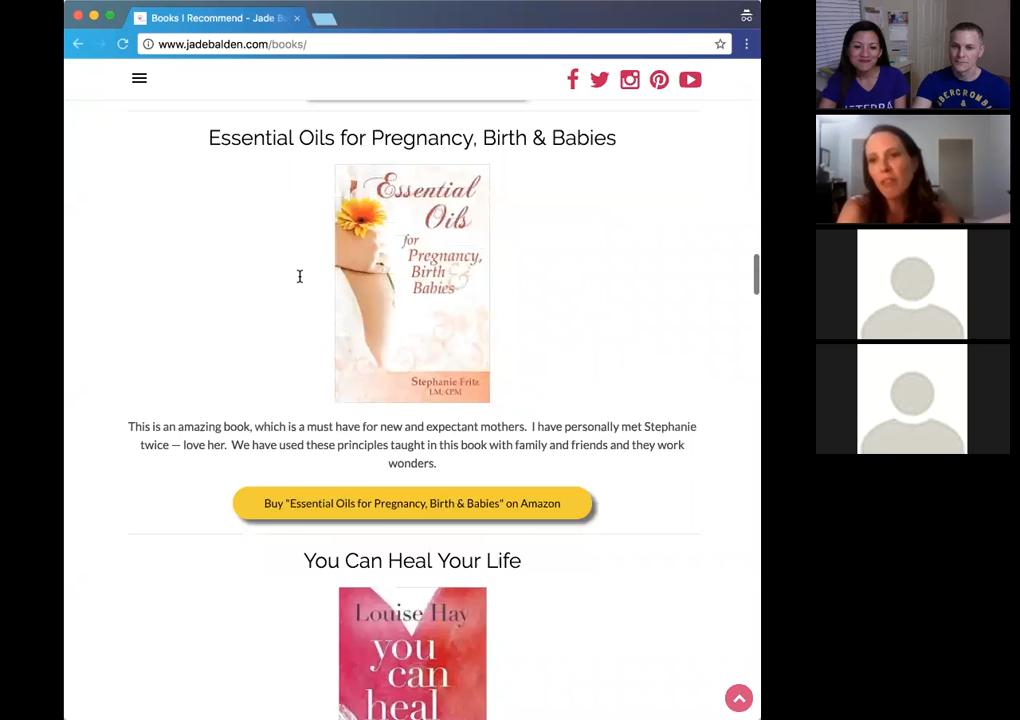 Books I Recommend - Jade B
www.jadebalden.com/books/
Essential Oils for Pregnancy, Birth & Babies
Essential
Oils
for
Pregnancy,
Birth &
Babies
Stephanie Fritz
LM, CPM
This is an amazing book, which is a must have for new and expectant mothers. I have personally met Stephanie
twice — love her. We have used these principles taught in this book with family and friends and they work
wonders.
Buy "Essential Oils for Pregnancy, Birth & Babies" on Amazon
You Can Heal Your Life
Louise Hay
you
can
heal
ABERCROMB
&